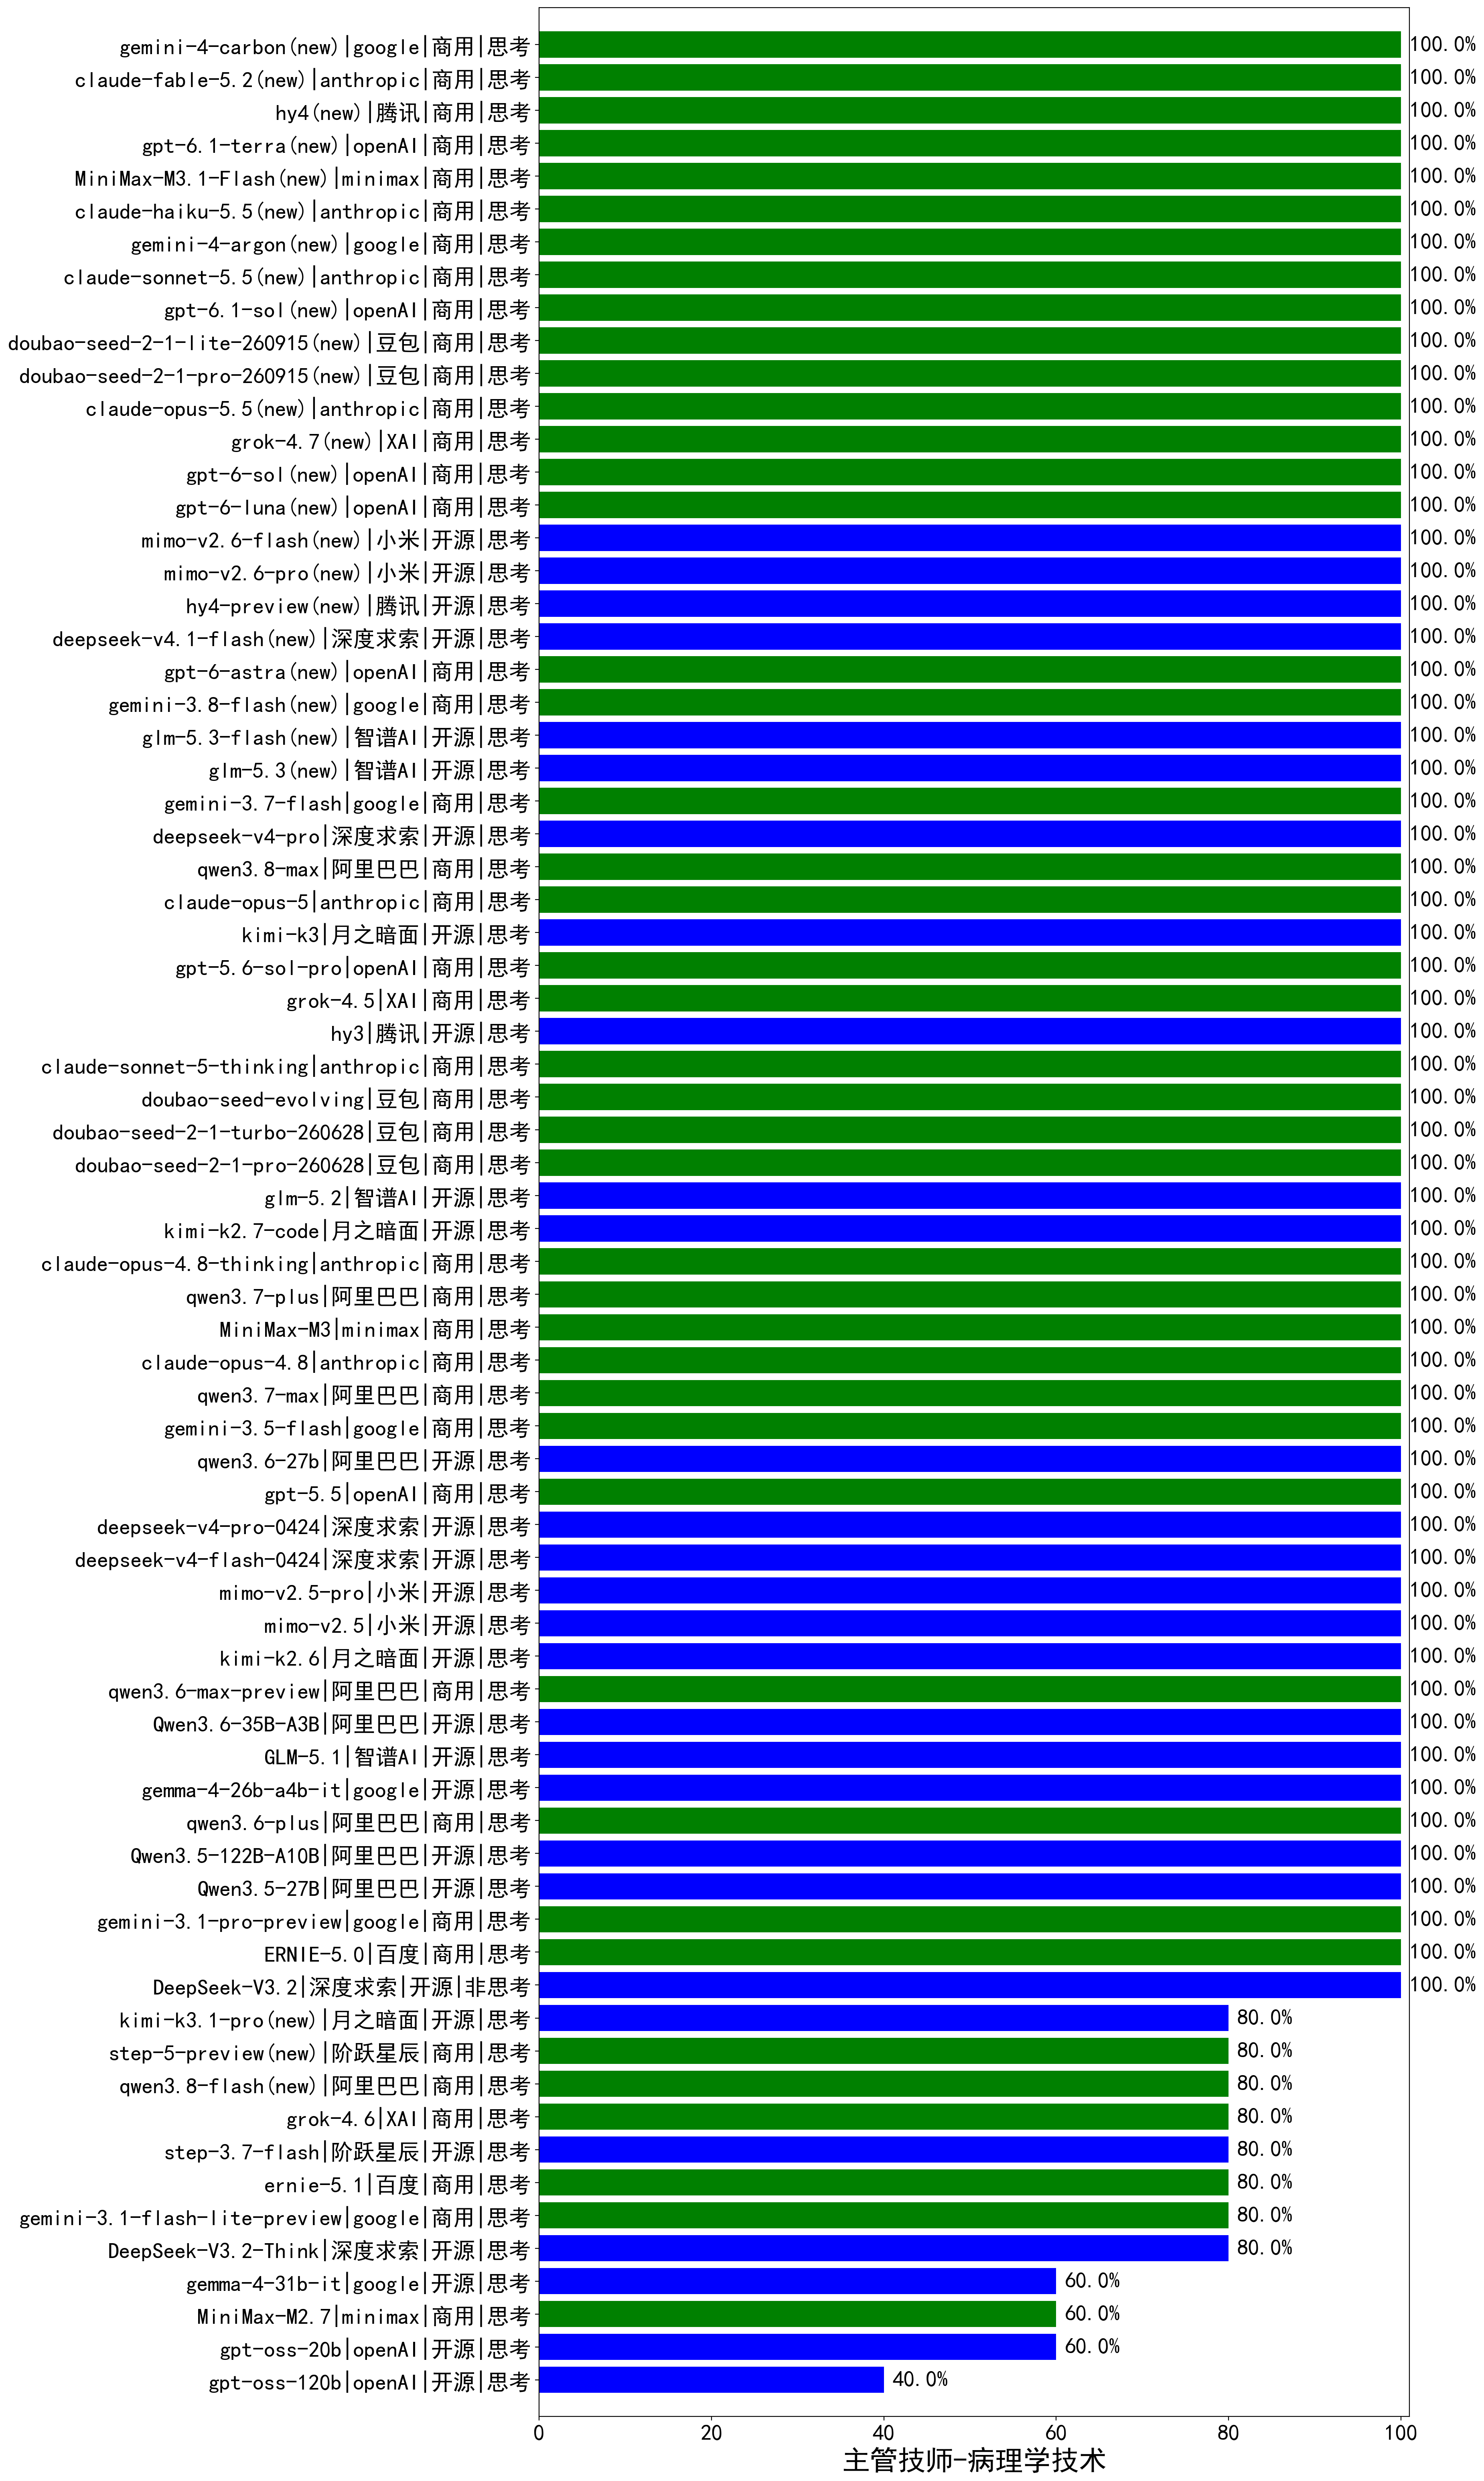 gemini-4-carbon(new)|google|商用|思考 100.0%
claude-fable-5.2(new)|anthropic|商用|思考 100.0%
hy4(new)|腾讯|商用|思考 100.0%
gpt-6.1-terra(new)|openAI|商用|思考 100.0%
MiniMax-M3.1-Flash(new)|minimax|商用|思考 100.0%
claude-haiku-5.5(new)|anthropic|商用|思考 100.0%
gemini-4-argon(new)|google|商用|思考 100.0%
claude-sonnet-5.5(new)|anthropic|商用|思考 100.0%
gpt-6.1-sol(new)|openAI|商用|思考 100.0%
doubao-seed-2-1-lite-260915(new)|豆包|商用|思考 100.0%
doubao-seed-2-1-pro-260915(new)|豆包|商用|思考 100.0%
claude-opus-5.5(new)|anthropic|商用|思考 100.0%
grok-4.7(new)|XAI|商用|思考 100.0%
gpt-6-sol(new)|openAI|商用|思考 100.0%
gpt-6-luna(new)|openAI|商用|思考 100.0%
mimo-v2.6-flash(new)|小米|开源|思考 100.0%
mimo-v2.6-pro(new)|小米|开源|思考 100.0%
hy4-preview(new)|腾讯|开源|思考 100.0%
deepseek-v4.1-flash(new)|深度求索|开源|思考 100.0%
gpt-6-astra(new)|openAI|商用|思考 100.0%
gemini-3.8-flash(new)|google|商用|思考 100.0%
glm-5.3-flash(new)|智谱AI|开源|思考 100.0%
glm-5.3(new)|智谱AI|开源|思考 100.0%
gemini-3.7-flash|google|商用|思考 100.0%
deepseek-v4-pro|深度求索|开源|思考 100.0%
qwen3.8-max|阿里巴巴|商用|思考 100.0%
claude-opus-5|anthropic|商用|思考 100.0%
kimi-k3|月之暗面|开源|思考 100.0%
gpt-5.6-sol-pro|openAI|商用|思考 100.0%
grok-4.5|XAI|商用|思考 100.0%
hy3|腾讯|开源|思考 100.0%
claude-sonnet-5-thinking|anthropic|商用|思考 100.0%
doubao-seed-evolving|豆包|商用|思考 100.0%
doubao-seed-2-1-turbo-260628|豆包|商用|思考 100.0%
doubao-seed-2-1-pro-260628|豆包|商用|思考 100.0%
glm-5.2|智谱AI|开源|思考 100.0%
kimi-k2.7-code|月之暗面|开源|思考 100.0%
claude-opus-4.8-thinking|anthropic|商用|思考 100.0%
qwen3.7-plus|阿里巴巴|商用|思考 100.0%
MiniMax-M3|minimax|商用|思考 100.0%
claude-opus-4.8|anthropic|商用|思考 100.0%
qwen3.7-max|阿里巴巴|商用|思考 100.0%
gemini-3.5-flash|google|商用|思考 100.0%
qwen3.6-27b|阿里巴巴|开源|思考 100.0%
gpt-5.5|openAI|商用|思考 100.0%
deepseek-v4-pro-0424|深度求索|开源|思考 100.0%
deepseek-v4-flash-0424|深度求索|开源|思考 100.0%
mimo-v2.5-pro|小米|开源|思考 100.0%
mimo-v2.5|小米|开源|思考 100.0%
kimi-k2.6|月之暗面|开源|思考 100.0%
qwen3.6-max-preview|阿里巴巴|商用|思考 100.0%
Qwen3.6-35B-A3B|阿里巴巴|开源|思考 100.0%
GLM-5.1|智谱AI|开源|思考 100.0%
gemma-4-26b-a4b-it|google|开源|思考 100.0%
qwen3.6-plus|阿里巴巴|商用|思考 100.0%
Qwen3.5-122B-A10B|阿里巴巴|开源|思考 100.0%
Qwen3.5-27B|阿里巴巴|开源|思考 100.0%
gemini-3.1-pro-preview|google|商用|思考 100.0%
ERNIE-5.0|百度|商用|思考 100.0%
DeepSeek-V3.2|深度求索|开源|非思考 100.0%
kimi-k3.1-pro(new)|月之暗面|开源|思考 80.0%
step-5-preview(new)|阶跃星辰|商用|思考 80.0%
qwen3.8-flash(new)|阿里巴巴|商用|思考 80.0%
grok-4.6|XAI|商用|思考 80.0%
step-3.7-flash|阶跃星辰|开源|思考 80.0%
ernie-5.1|百度|商用|思考 80.0%
gemini-3.1-flash-lite-preview|google|商用|思考 80.0%
DeepSeek-V3.2-Think|深度求索|开源|思考 80.0%
gemma-4-31b-it|google|开源|思考 60.0%
MiniMax-M2.7|minimax|商用|思考 60.0%
gpt-oss-20b|openAI|开源|思考 60.0%
gpt-oss-120b|openAI|开源|思考 40.0%
0 20 40 60 80 100
主管技师-病理学技术